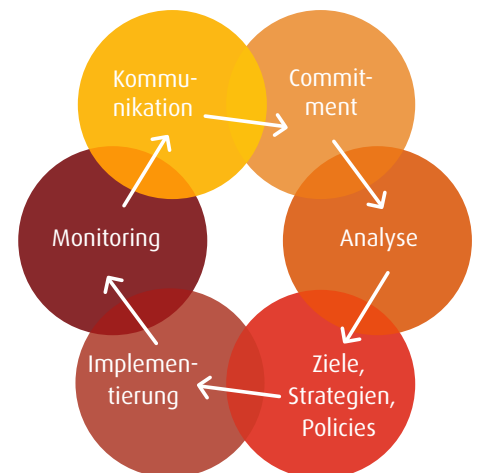 Kommu-
nikation
Commit-
ment
Monitoring
Analyse
Implemen-
tierung
Ziele,
Strategien,
Policies